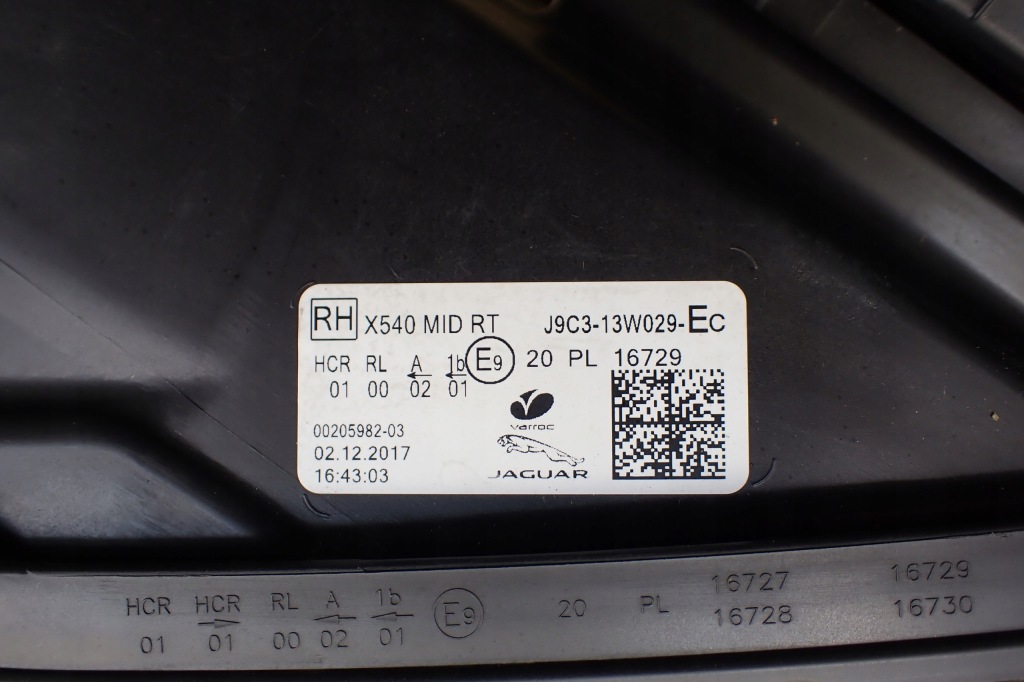 RH X540 MID RT J9C3-13W029-EC
HCR RL A 1b E9 20 PL 16729
01 00 ← 02 ← 01
00205982-03
02.12.2017
16:43:03
varroc
JAGUAR
HCR HCR RL A 1b E9 20 PL 16727 16729
01 → 01 00 ← 02 ← 01 16728 16730